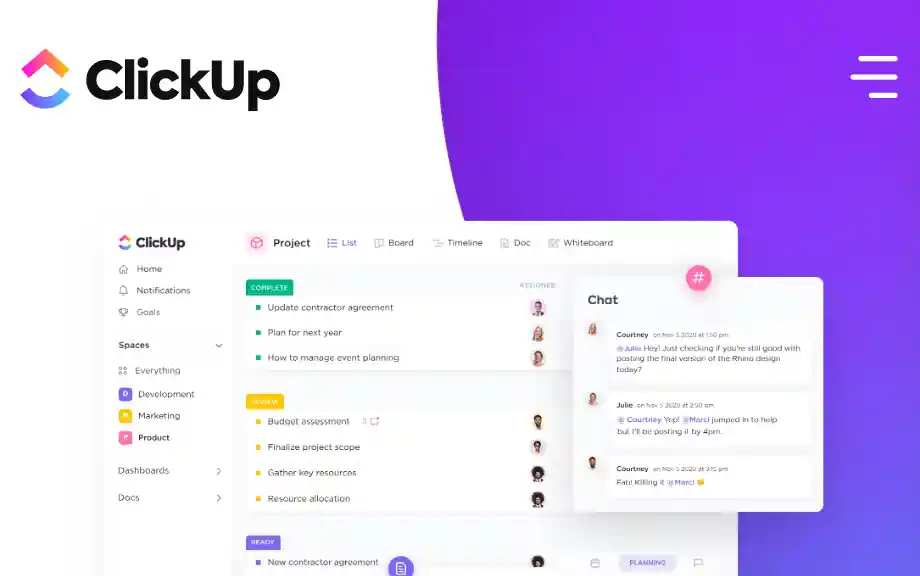 ClickUp
ClickUp
Home
Notifications
Goals
Spaces
Everything
D Development
M Marketing
P Product
Dashboards
Docs
Project
List
Board
Timeline
Doc
Whiteboard
COMPLETE
ASSIGNEE
Update contractor agreement
Plan for next year
How to manage event planning
REVIEW
Budget assessment 3
Finalize project scope
Gather key resources
Resource allocation
READY
New contractor agreement
PLANNING
#
Chat
Courtney on Nov 5 2020 at 1:50 pm
@Julie Hey! Just checking if you're still good with
posting the final version of the Rhino design
today?
Julie on Nov 5 2020 at 2:50 pm
@ Courtney Yep! @Marci jumped in to help
but I'll be posting it by 4pm.
Courtney on Nov 5 2020 at 3:15 pm
Fab! Killing it @Marci 😊